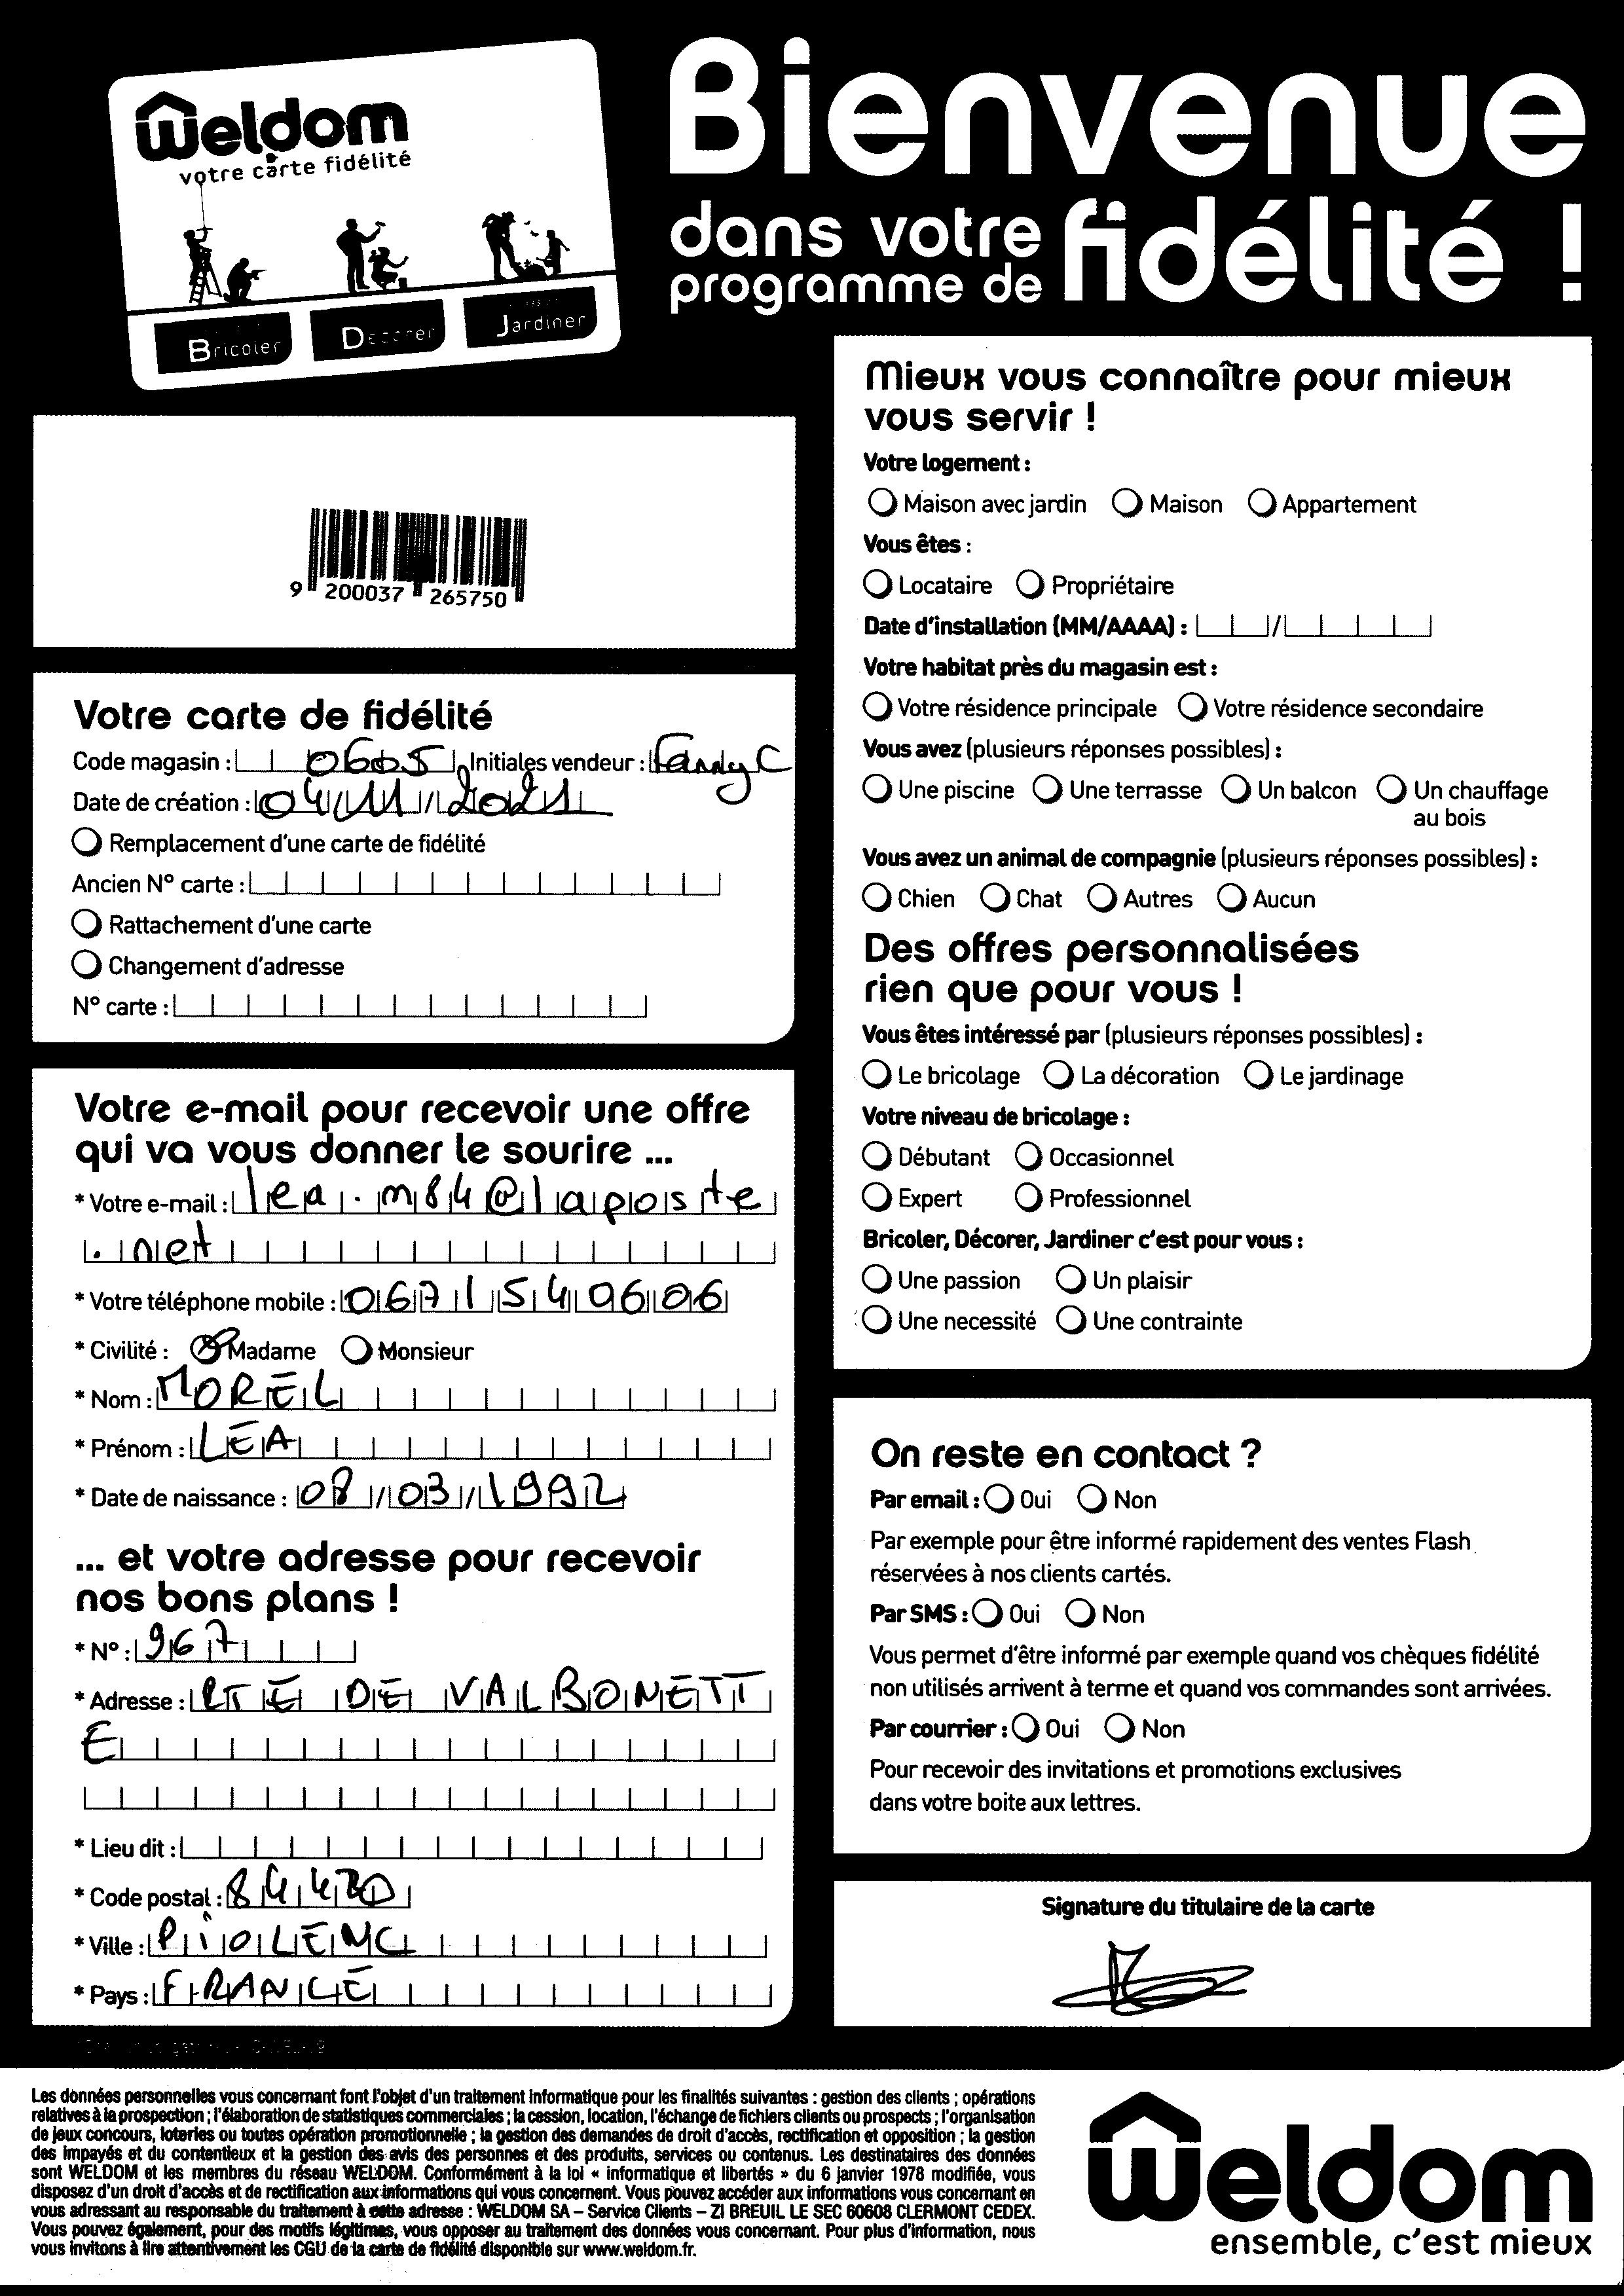 Weldom
votre carte fidélité
Bricoler Décorer Jardiner
Bienvenue
dans votre
programme de fidélité !
9 200037 265750
Votre carte de fidélité
Code magasin : 0605 Initiales vendeur : Fanny C
Date de création : 04/11/2021
Remplacement d'une carte de fidélité
Ancien N° carte :
Rattachement d'une carte
Changement d'adresse
N° carte :
Votre e-mail pour recevoir une offre
qui va vous donner le sourire ...
* Votre e-mail : lea.m84@laposte
.net
* Votre téléphone mobile : 0671540606
* Civilité : Madame Monsieur
* Nom : MOREL
* Prénom : LEA
* Date de naissance : 08/03/1992
... et votre adresse pour recevoir
nos bons plans !
* N° : 967
* Adresse : RTE DE VALBONETT
E
* Lieu dit :
* Code postal : 84420
* Ville : PiOLENC
* Pays : FRANCE
Mieux vous connaître pour mieux
vous servir !
Votre logement :
Maison avec jardin Maison Appartement
Vous êtes :
Locataire Propriétaire
Date d'installation (MM/AAAA) : /
Votre habitat près du magasin est :
Votre résidence principale Votre résidence secondaire
Vous avez (plusieurs réponses possibles) :
Une piscine Une terrasse Un balcon Un chauffage
au bois
Vous avez un animal de compagnie (plusieurs réponses possibles) :
Chien Chat Autres Aucun
Des offres personnalisées
rien que pour vous !
Vous êtes intéressé par (plusieurs réponses possibles) :
Le bricolage La décoration Le jardinage
Votre niveau de bricolage :
Débutant Occasionnel
Expert Professionnel
Bricoler, Décorer, Jardiner c'est pour vous :
Une passion Un plaisir
Une necessité Une contrainte
On reste en contact ?
Par email : Oui Non
Par exemple pour être informé rapidement des ventes Flash
réservées à nos clients cartés.
Par SMS : Oui Non
Vous permet d'être informé par exemple quand vos chèques fidélité
non utilisés arrivent à terme et quand vos commandes sont arrivées.
Par courrier : Oui Non
Pour recevoir des invitations et promotions exclusives
dans votre boite aux lettres.
Signature du titulaire de la carte
Les données personnelles vous concernant font l'objet d'un traitement informatique pour les finalités suivantes : gestion des clients ; opérations
relatives à la prospection ; l'élaboration de statistiques commerciales ; la cession, location, l'échange de fichiers clients ou prospects ; l'organisation
de jeux concours, loteries ou toutes opération promotionnelle ; la gestion des demandes de droit d'accès, rectification et opposition ; la gestion
des impayés et du contentieux et la gestion des avis des personnes et des produits, services ou contenus. Les destinataires des données
sont WELDOM et les membres du réseau WELDOM. Conformément à la loi « informatique et libertés » du 6 janvier 1978 modifiée, vous
disposez d'un droit d'accès et de rectification aux informations qui vous concernent. Vous pouvez accéder aux informations vous concernant en
vous adressant au responsable du traitement à cette adresse : WELDOM SA – Service Clients – ZI BREUIL LE SEC 60608 CLERMONT CEDEX.
Vous pouvez également, pour des motifs légitimes, vous opposer au traitement des données vous concernant. Pour plus d'information, nous
vous invitons à lire attentivement les CGU de la carte de fidélité disponible sur www.weldom.fr.
Weldom
ensemble, c'est mieux